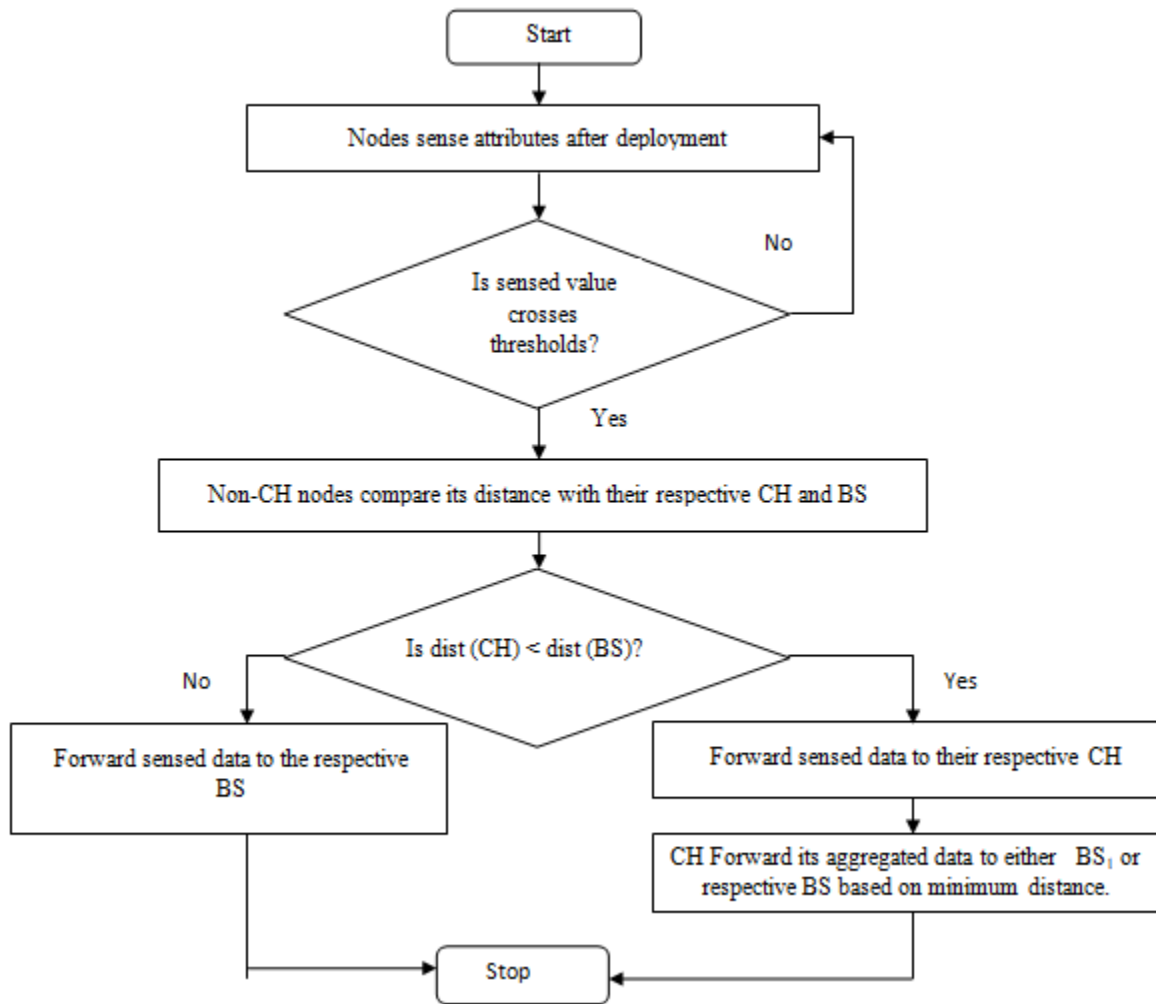 Start
Nodes sense attributes after deployment
No
Is sensed value
crosses
thresholds?
Yes
Non-CH nodes compare its distance with their respective CH and BS
Is dist (CH) < dist (BS)?
No
Yes
Forward sensed data to the respective
BS
Forward sensed data to their respective CH
CH Forward its aggregated data to either BS₁ or
respective BS based on minimum distance.
Stop